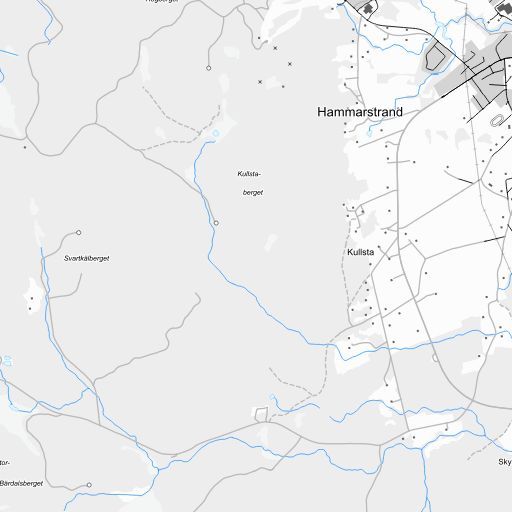 Hammarstrand
Kullsta-
berget
Kullsta
Svartkälberget
Bärdalsberget